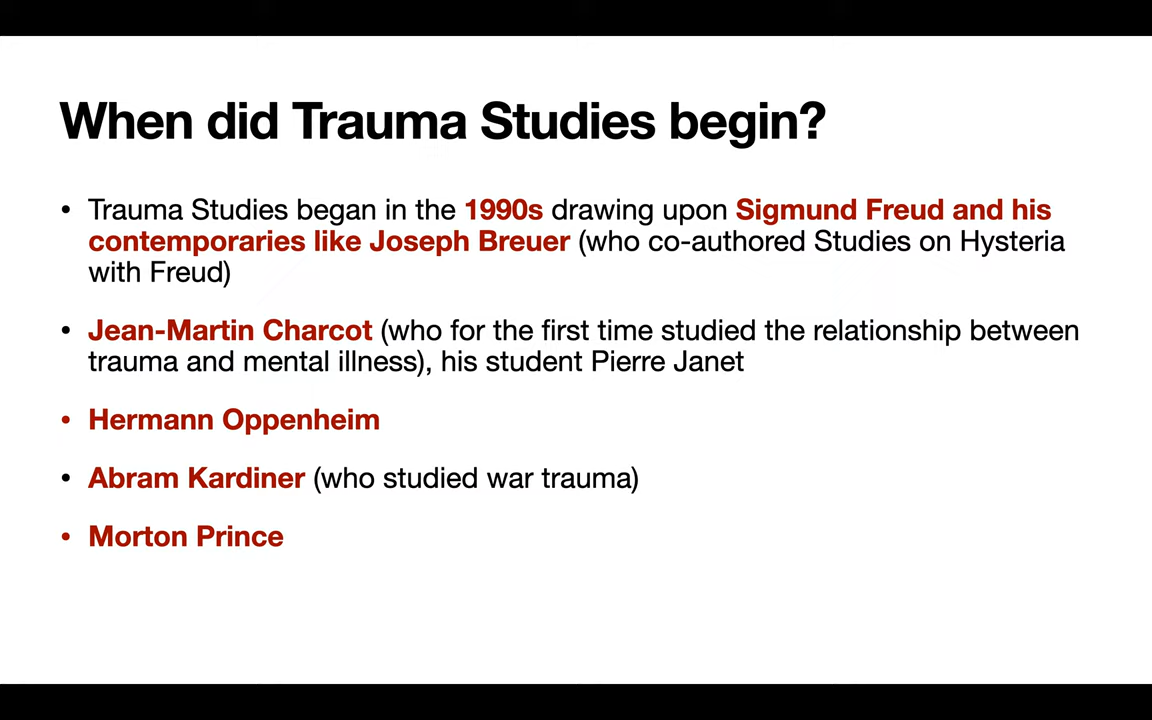 When did Trauma Studies begin?
• Trauma Studies began in the 1990s drawing upon Sigmund Freud and his
contemporaries like Joseph Breuer (who co-authored Studies on Hysteria
with Freud)
• Jean-Martin Charcot (who for the first time studied the relationship between
trauma and mental illness), his student Pierre Janet
• Hermann Oppenheim
• Abram Kardiner (who studied war trauma)
• Morton Prince